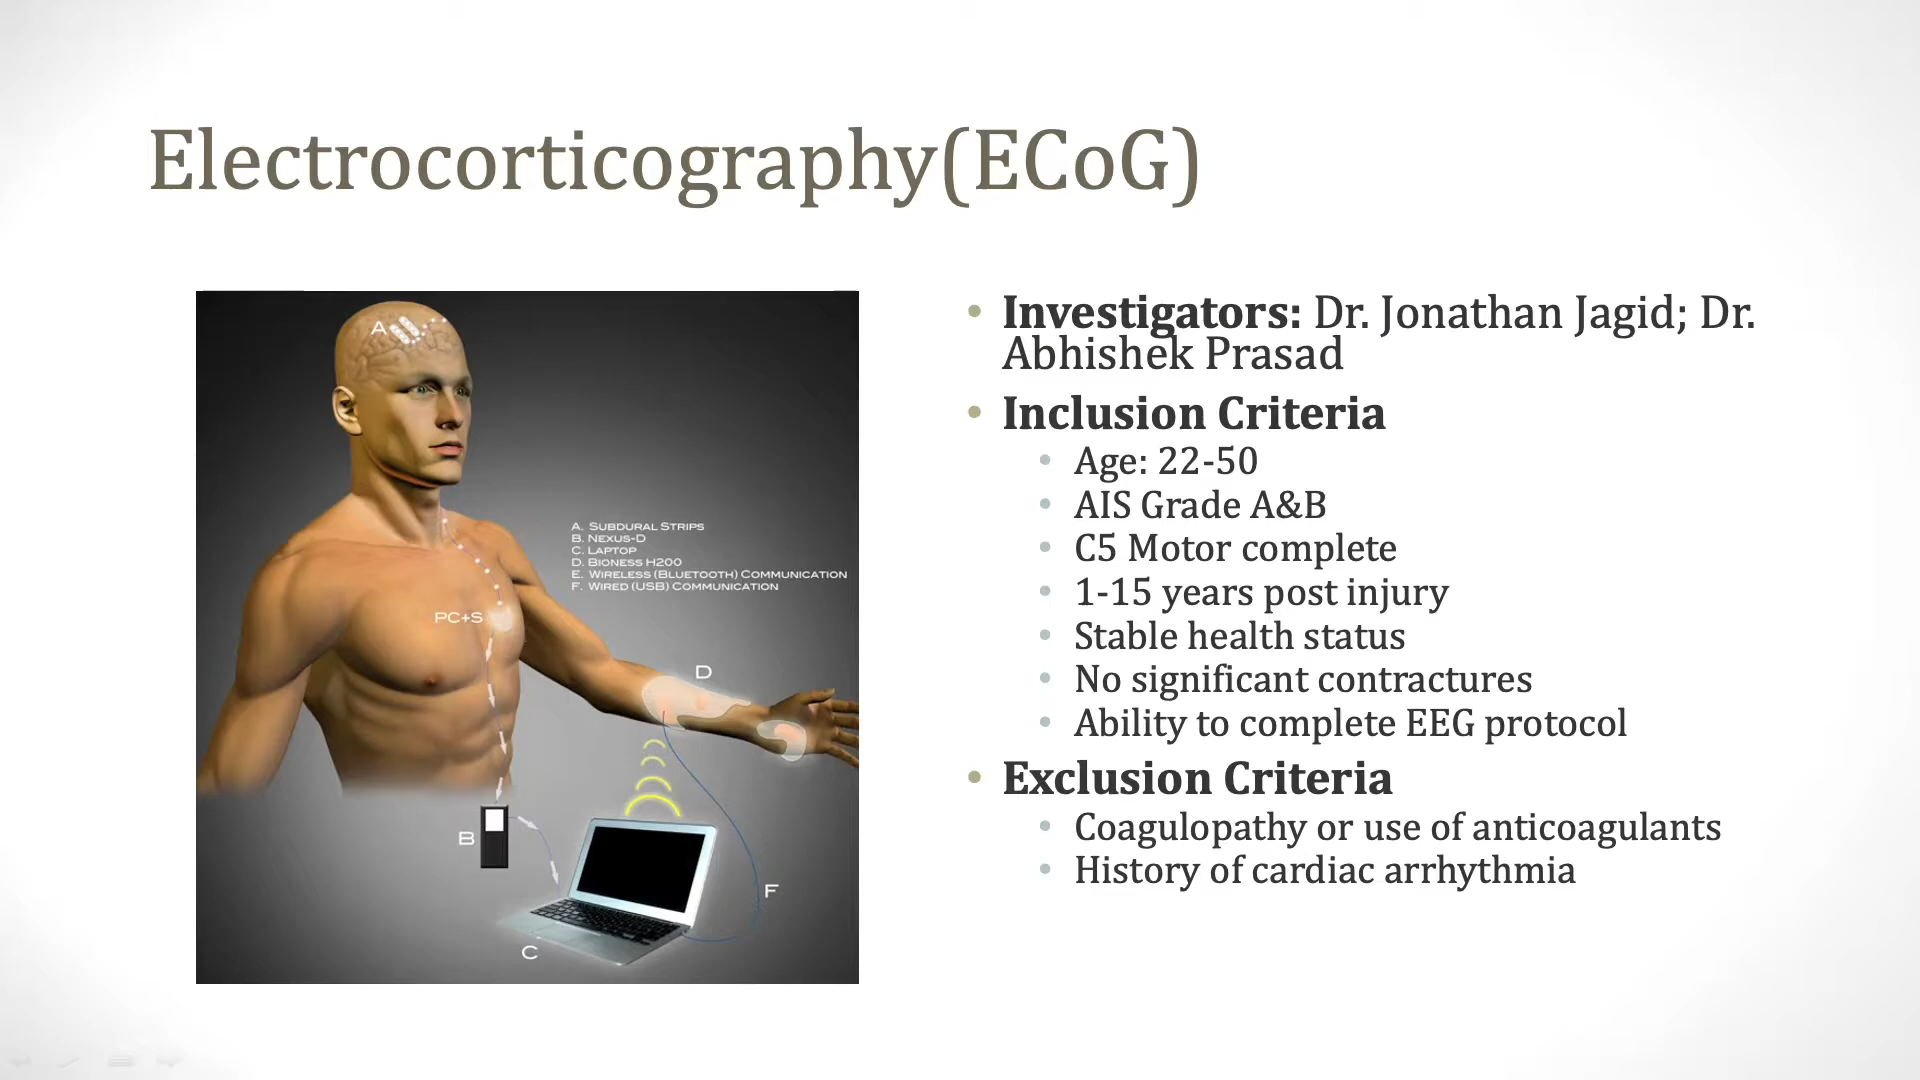 Electrocorticography(ECoG)
A
A. Subdural Strips
B. Nexus-D
C. Laptop
D. Bioness H200
E. Wireless (Bluetooth) Communication
F. Wired (USB) Communication
PC+S
D
B
F
C
• Investigators: Dr. Jonathan Jagid; Dr.
Abhishek Prasad
• Inclusion Criteria
• Age: 22-50
• AIS Grade A&B
• C5 Motor complete
• 1-15 years post injury
• Stable health status
• No significant contractures
• Ability to complete EEG protocol
• Exclusion Criteria
• Coagulopathy or use of anticoagulants
• History of cardiac arrhythmia